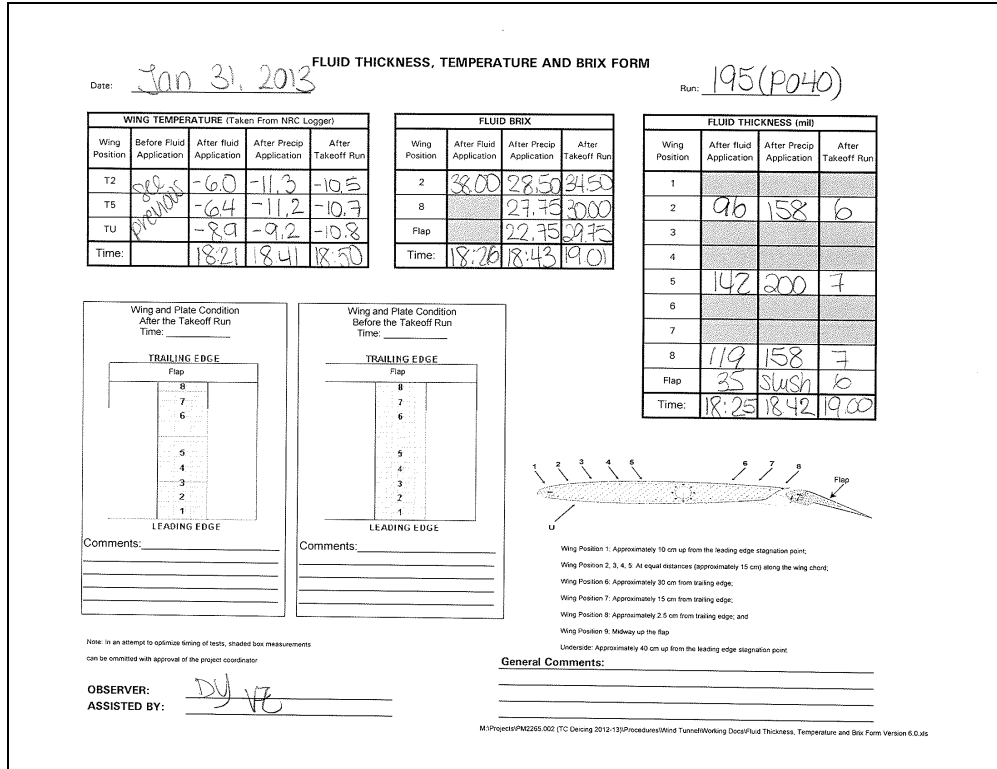 FLUID THICKNESS, TEMPERATURE AND BRIX FORM
Date: Jan 31, 2013
Run: 195 (P040)
WING TEMPERATURE (Taken From NRC Logger)
Wing Position Before Fluid Application After fluid Application After Precip Application After Takeoff Run
T2 see previous -6.0 -11.3 -10.5
T5 -6.4 -11.2 -10.7
TU -8.9 -9.2 -10.8
Time: 18:21 18:41 18:50
FLUID BRIX
Wing Position After Fluid Application After Precip Application After Takeoff Run
2 38.00 28.50 34.50
8 27.75 30.00
Flap 22.75 29.75
Time: 18:26 18:43 19.01
FLUID THICKNESS (mil)
Wing Position After fluid Application After Precip Application After Takeoff Run
1
2 96 158 6
3
4
5 142 200 7
6
7
8 119 158 7
Flap 35 slush 6
Time: 18:25 18:42 19.00
Wing and Plate Condition
After the Takeoff Run
Time:
TRAILING EDGE
Flap
8
7
6
5
4
3
2
1
LEADING EDGE
Comments:
Wing and Plate Condition
Before the Takeoff Run
Time:
TRAILING EDGE
Flap
8
7
6
5
4
3
2
1
LEADING EDGE
Comments:
1 2 3 4 5 6 7 8
Flap
U
Wing Position 1: Approximately 10 cm up from the leading edge stagnation point;
Wing Position 2, 3, 4, 5: At equal distances (approximately 15 cm) along the wing chord;
Wing Position 6: Approximately 30 cm from trailing edge;
Wing Position 7: Approximately 15 cm from trailing edge;
Wing Position 8: Approximately 2.5 cm from trailing edge; and
Wing Position 9: Midway up the flap
Underside: Approximately 40 cm up from the leading edge stagnation point
Note: In an attempt to optimize timing of tests, shaded box measurements
can be ommitted with approval of the project coordinator
General Comments:
OBSERVER: DY
ASSISTED BY: VZ
M:\Projects\PM2265.002 (TC Deicing 2012-13)\Procedures\Wind Tunnel\Working Docs\Fluid Thickness, Temperature and Brix Form Version 6.0.xls